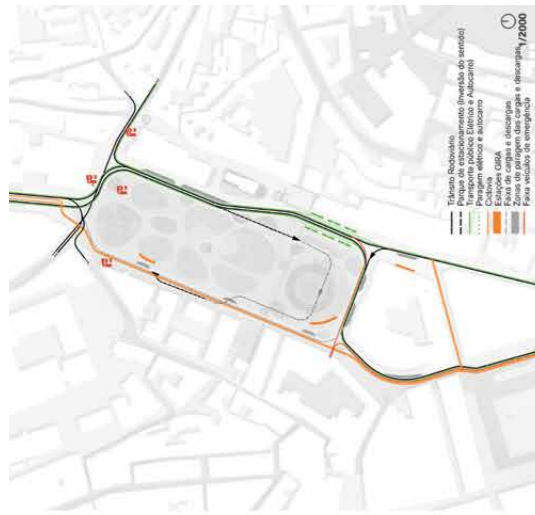 Trânsito Rodoviário
Parque de estacionamento (Inversão do sentido)
Transporte público Elétrico e Autocarro
Paragem elétrico e autocarro
Ciclovia
Estações GIRA
Faixa de cargas e descargas
Zonas de paragem das cargas e descargas
Faixa veículos de emergência
1/2000